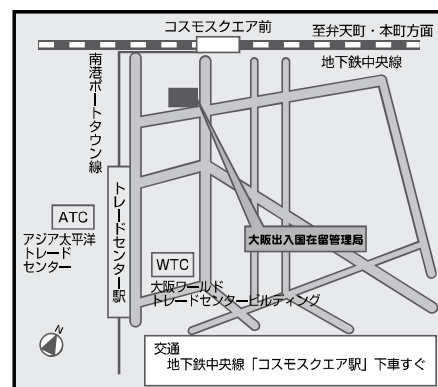 コスモスクエア前
至弁天町・本町方面
地下鉄中央線
南港ポートタウン線
トレードセンター駅
ATC
アジア太平洋
トレード
センター
大阪出入国在留管理局
WTC
大阪ワールド
トレードセンタービルディング
N
交通
地下鉄中央線「コスモスクエア駅」下車すぐ